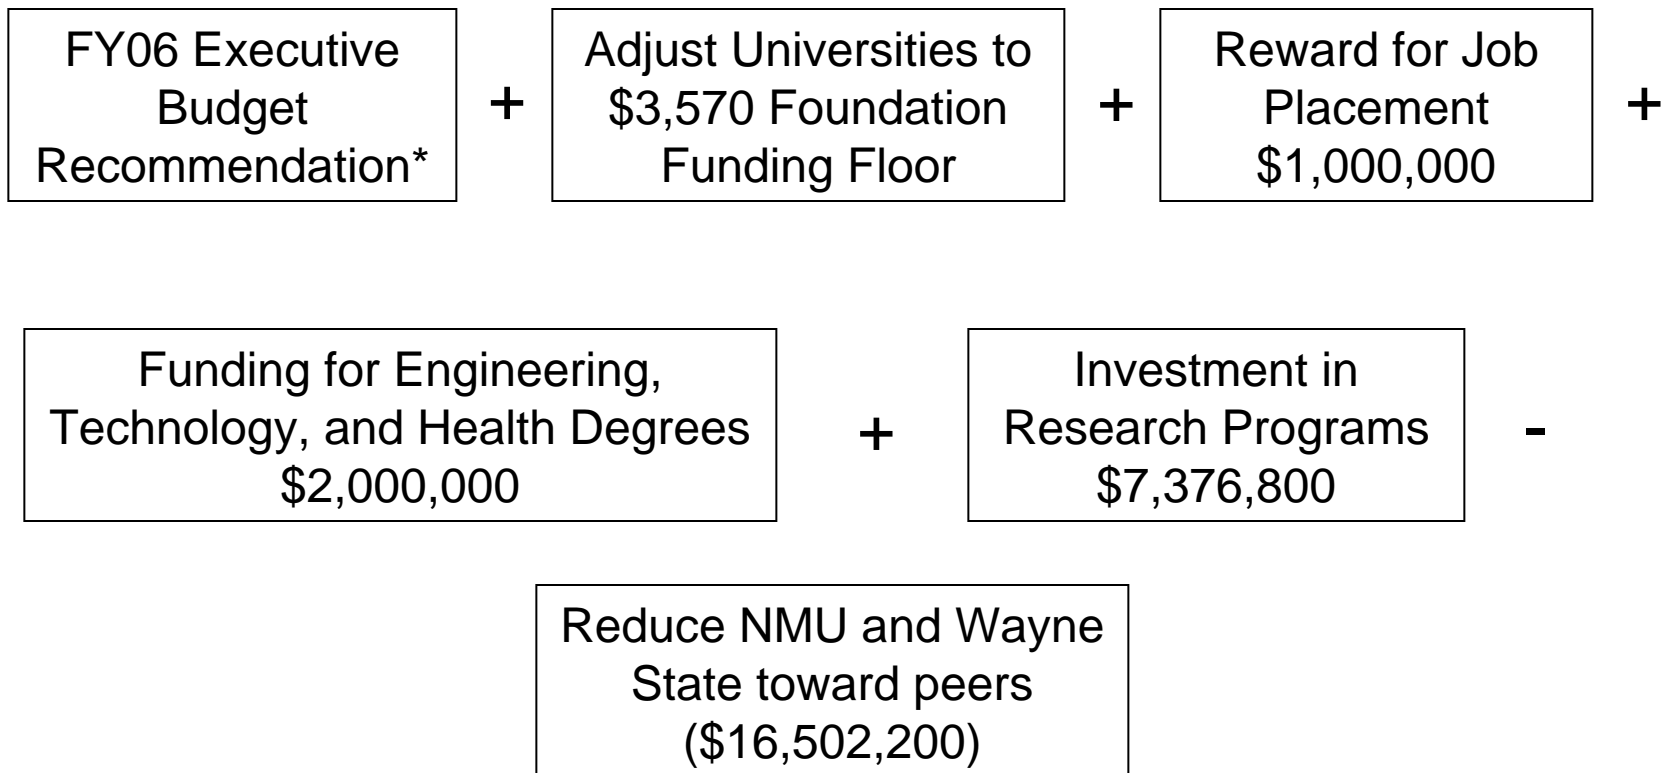 FY06 Executive
Budget
Recommendation*
+
Adjust Universities to
$3,570 Foundation
Funding Floor
+
Reward for Job
Placement
$1,000,000
+
Funding for Engineering,
Technology, and Health Degrees
$2,000,000
+
Investment in
Research Programs
$7,376,800
-
Reduce NMU and Wayne
State toward peers
($16,502,200)